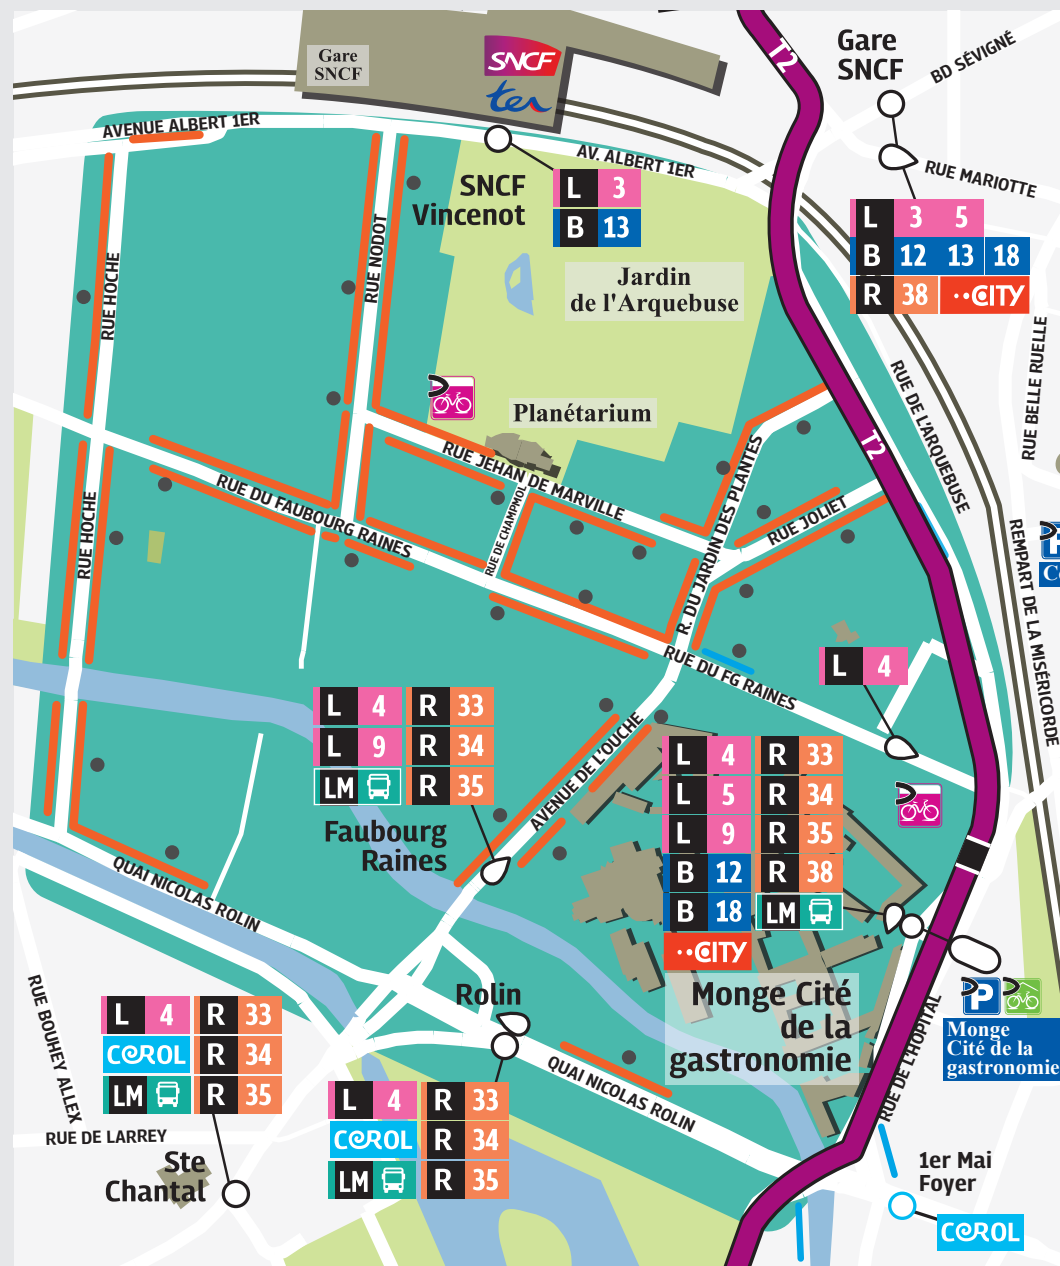 Gare
SNCF
SNCF
ter
T2
Gare
SNCF
BD SÉVIGNÉ
AVENUE ALBERT 1ER
AV. ALBERT 1ER
RUE MARIOTTE
SNCF
Vincenot
L 3
B 13
L 3 5
B 12 13 18
R 38 CITY
RUE HOCHE
RUE NODOT
Jardin
de l'Arquebuse
RUE BELLE RUELLE
RUE DE L'ARQUEBUSE
Planétarium
T2
RUE JEHAN DE MARVILLE
RUE DU FAUBOURG RAINES
RUE DE CHAMPMOL
R. DU JARDIN DES PLANTES
RUE JOLIET
RUE HOCHE
REMPART DE LA MISÉRICORDE
RUE DU FG RAINES
L 4
L 4 R 33
L 9 R 34
LM R 35
Faubourg
Raines
AVENUE DE L'OUCHE
L 4 R 33
L 5 R 34
L 9 R 35
B 12 R 38
B 18 LM
CITY
Monge Cité
de la
gastronomie
QUAI NICOLAS ROLIN
RUE BOUHEY ALLEX
Rolin
P
Monge
Cité de la
gastronomie
L 4 R 33
COROL R 34
LM R 35
L 4 R 33
COROL R 34
LM R 35
QUAI NICOLAS ROLIN
RUE DE L'HÔPITAL
RUE DE LARREY
Ste
Chantal
1er Mai
Foyer
COROL